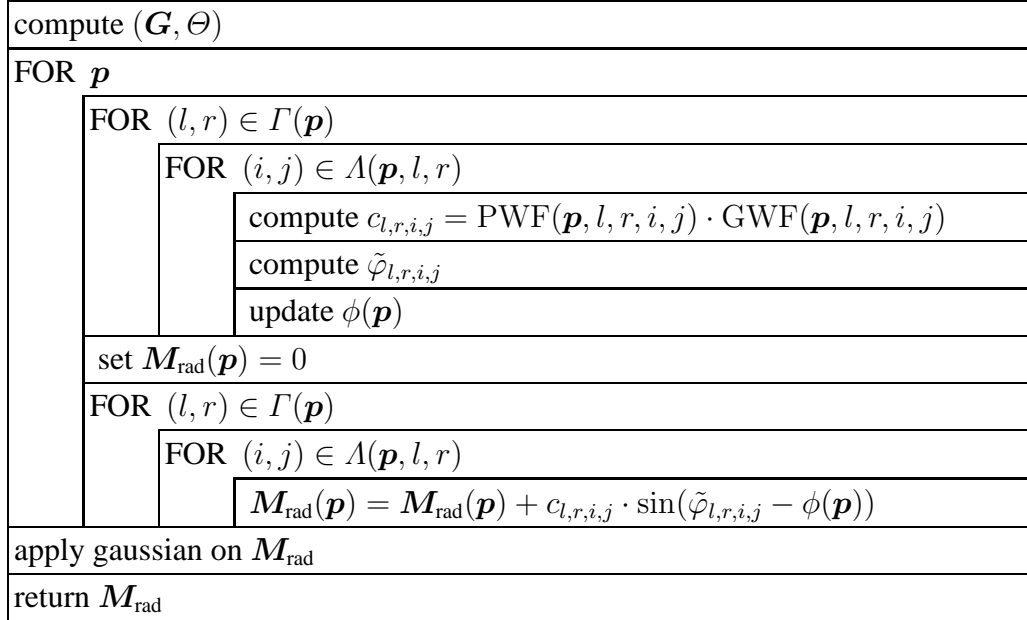 compute (𝑮, Θ)
FOR 𝒑
FOR (l, r) ∈ Γ(𝒑)
FOR (i, j) ∈ Λ(𝒑, l, r)
compute c_{l,r,i,j} = PWF(𝒑, l, r, i, j) · GWF(𝒑, l, r, i, j)
compute φ̃_{l,r,i,j}
update ϕ(𝒑)
set 𝑴_rad(𝒑) = 0
FOR (l, r) ∈ Γ(𝒑)
FOR (i, j) ∈ Λ(𝒑, l, r)
𝑴_rad(𝒑) = 𝑴_rad(𝒑) + c_{l,r,i,j} · sin(φ̃_{l,r,i,j} − ϕ(𝒑))
apply gaussian on 𝑴_rad
return 𝑴_rad